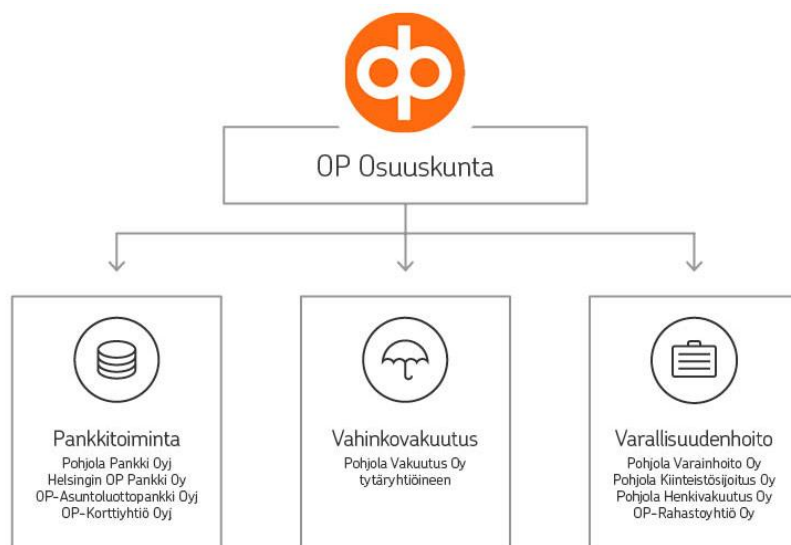 op
OP Osuuskunta
Pankkitoiminta
Pohjola Pankki Oyj
Helsingin OP Pankki Oy
OP-Asuntoluottopankki Oyj
OP-Korttiyhtiö Oyj
Vahinkovakuutus
Pohjola Vakuutus Oy
tytäryhtiöineen
Varallisuudenhoito
Pohjola Varainhoito Oy
Pohjola Kiinteistösijoitus Oy
Pohjola Henkivakuutus Oy
OP-Rahastoyhtiö Oy